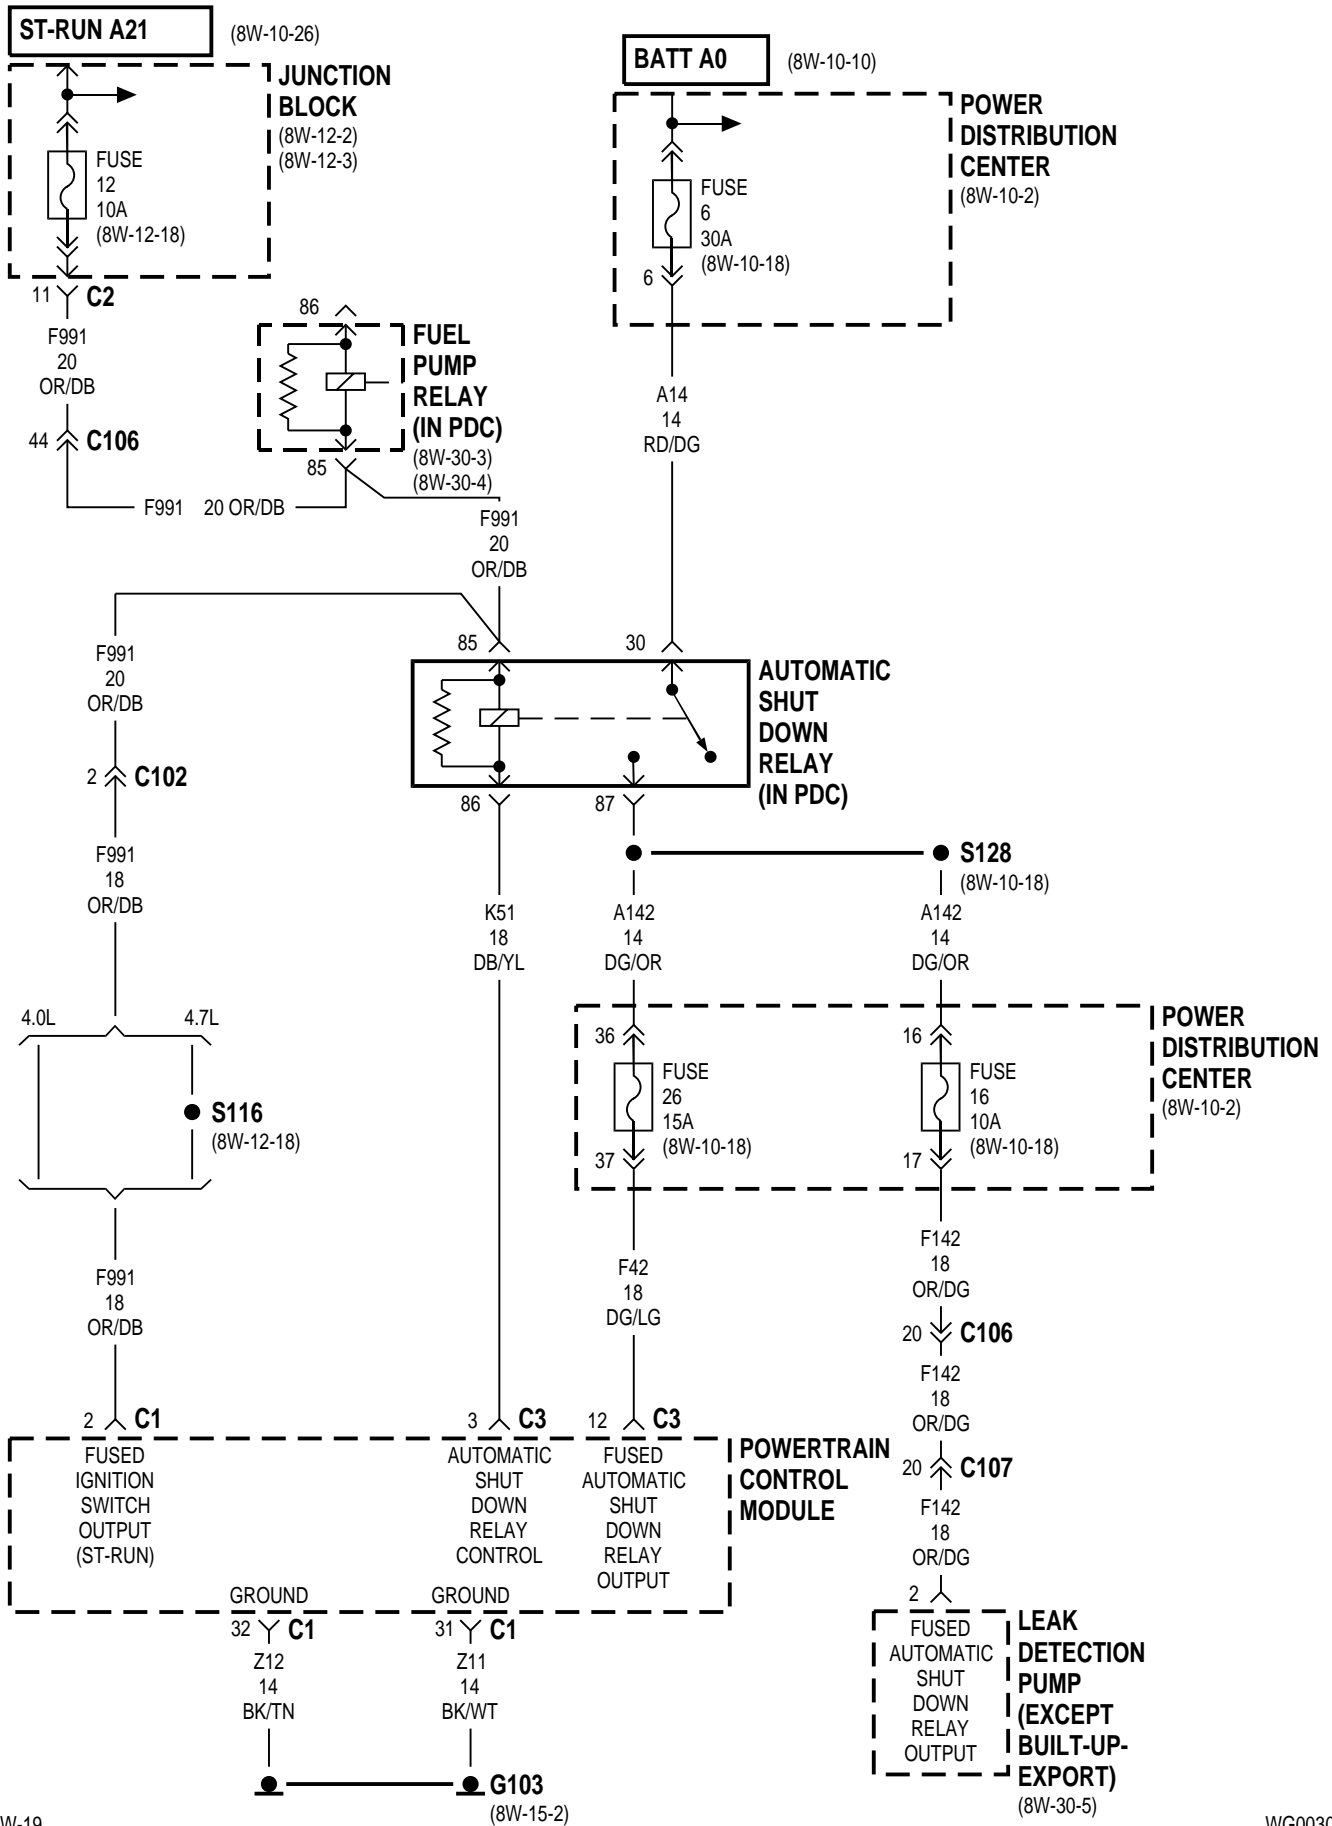 ST-RUN A21
(8W-10-26)
JUNCTION
BLOCK
(8W-12-2)
(8W-12-3)
FUSE
12
10A
(8W-12-18)
11
C2
F991
20
OR/DB
44
C106
F991
20 OR/DB
86
FUEL
PUMP
RELAY
(IN PDC)
(8W-30-3)
(8W-30-4)
85
F991
20
OR/DB
BATT A0
(8W-10-10)
POWER
DISTRIBUTION
CENTER
(8W-10-2)
FUSE
6
30A
(8W-10-18)
6
A14
14
RD/DG
85
30
AUTOMATIC
SHUT
DOWN
RELAY
(IN PDC)
86
87
F991
20
OR/DB
2
C102
F991
18
OR/DB
4.0L
4.7L
S116
(8W-12-18)
F991
18
OR/DB
K51
18
DB/YL
S128
(8W-10-18)
A142
14
DG/OR
A142
14
DG/OR
POWER
DISTRIBUTION
CENTER
(8W-10-2)
36
FUSE
26
15A
(8W-10-18)
37
16
FUSE
16
10A
(8W-10-18)
17
F42
18
DG/LG
F142
18
OR/DG
20
C106
F142
18
OR/DG
20
C107
F142
18
OR/DG
2
2
C1
3
C3
12
C3
POWERTRAIN
CONTROL
MODULE
FUSED
IGNITION
SWITCH
OUTPUT
(ST-RUN)
AUTOMATIC
SHUT
DOWN
RELAY
CONTROL
FUSED
AUTOMATIC
SHUT
DOWN
RELAY
OUTPUT
GROUND
GROUND
32
C1
31
C1
Z12
14
BK/TN
Z11
14
BK/WT
G103
(8W-15-2)
FUSED
AUTOMATIC
SHUT
DOWN
RELAY
OUTPUT
LEAK
DETECTION
PUMP
(EXCEPT
BUILT-UP-
EXPORT)
(8W-30-5)
W-19
WG0030